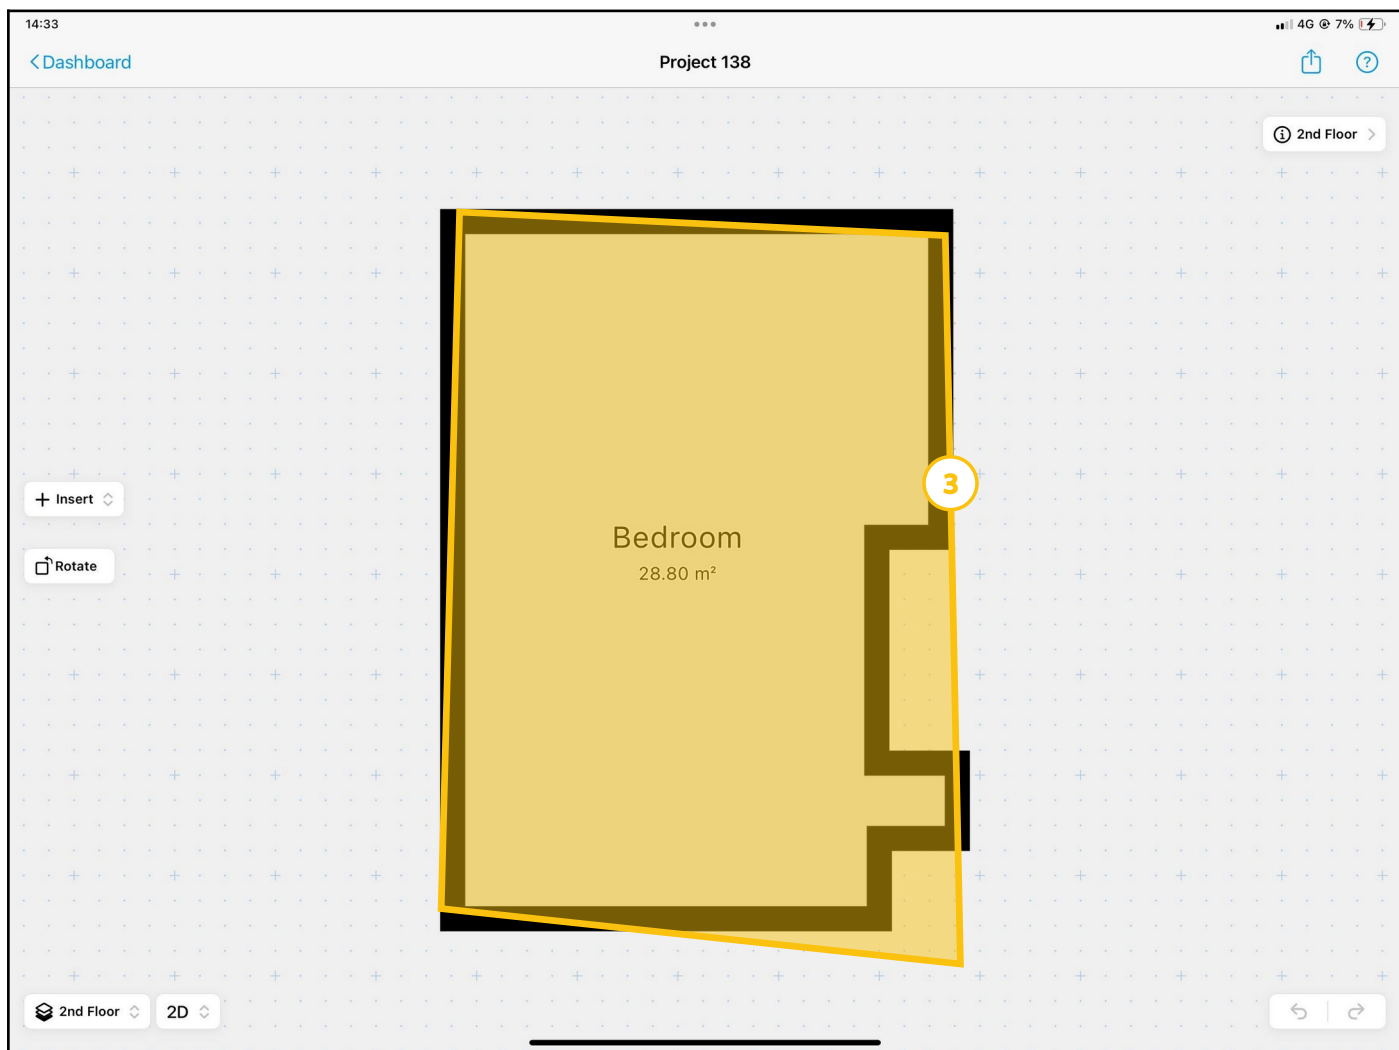 14:33
4G 7%
Dashboard
Project 138
2nd Floor
+ Insert
Rotate
Bedroom
28.80 m²
3
2nd Floor
2D